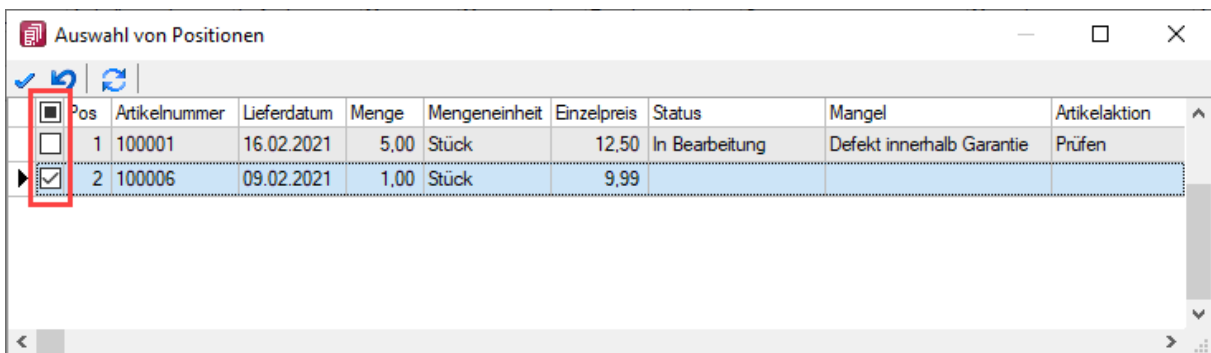 Auswahl von Positionen
Pos Artikelnummer Lieferdatum Menge Mengeneinheit Einzelpreis Status Mangel Artikelaktion
1 100001 16.02.2021 5,00 Stück 12,50 In Bearbeitung Defekt innerhalb Garantie Prüfen
2 100006 09.02.2021 1,00 Stück 9,99